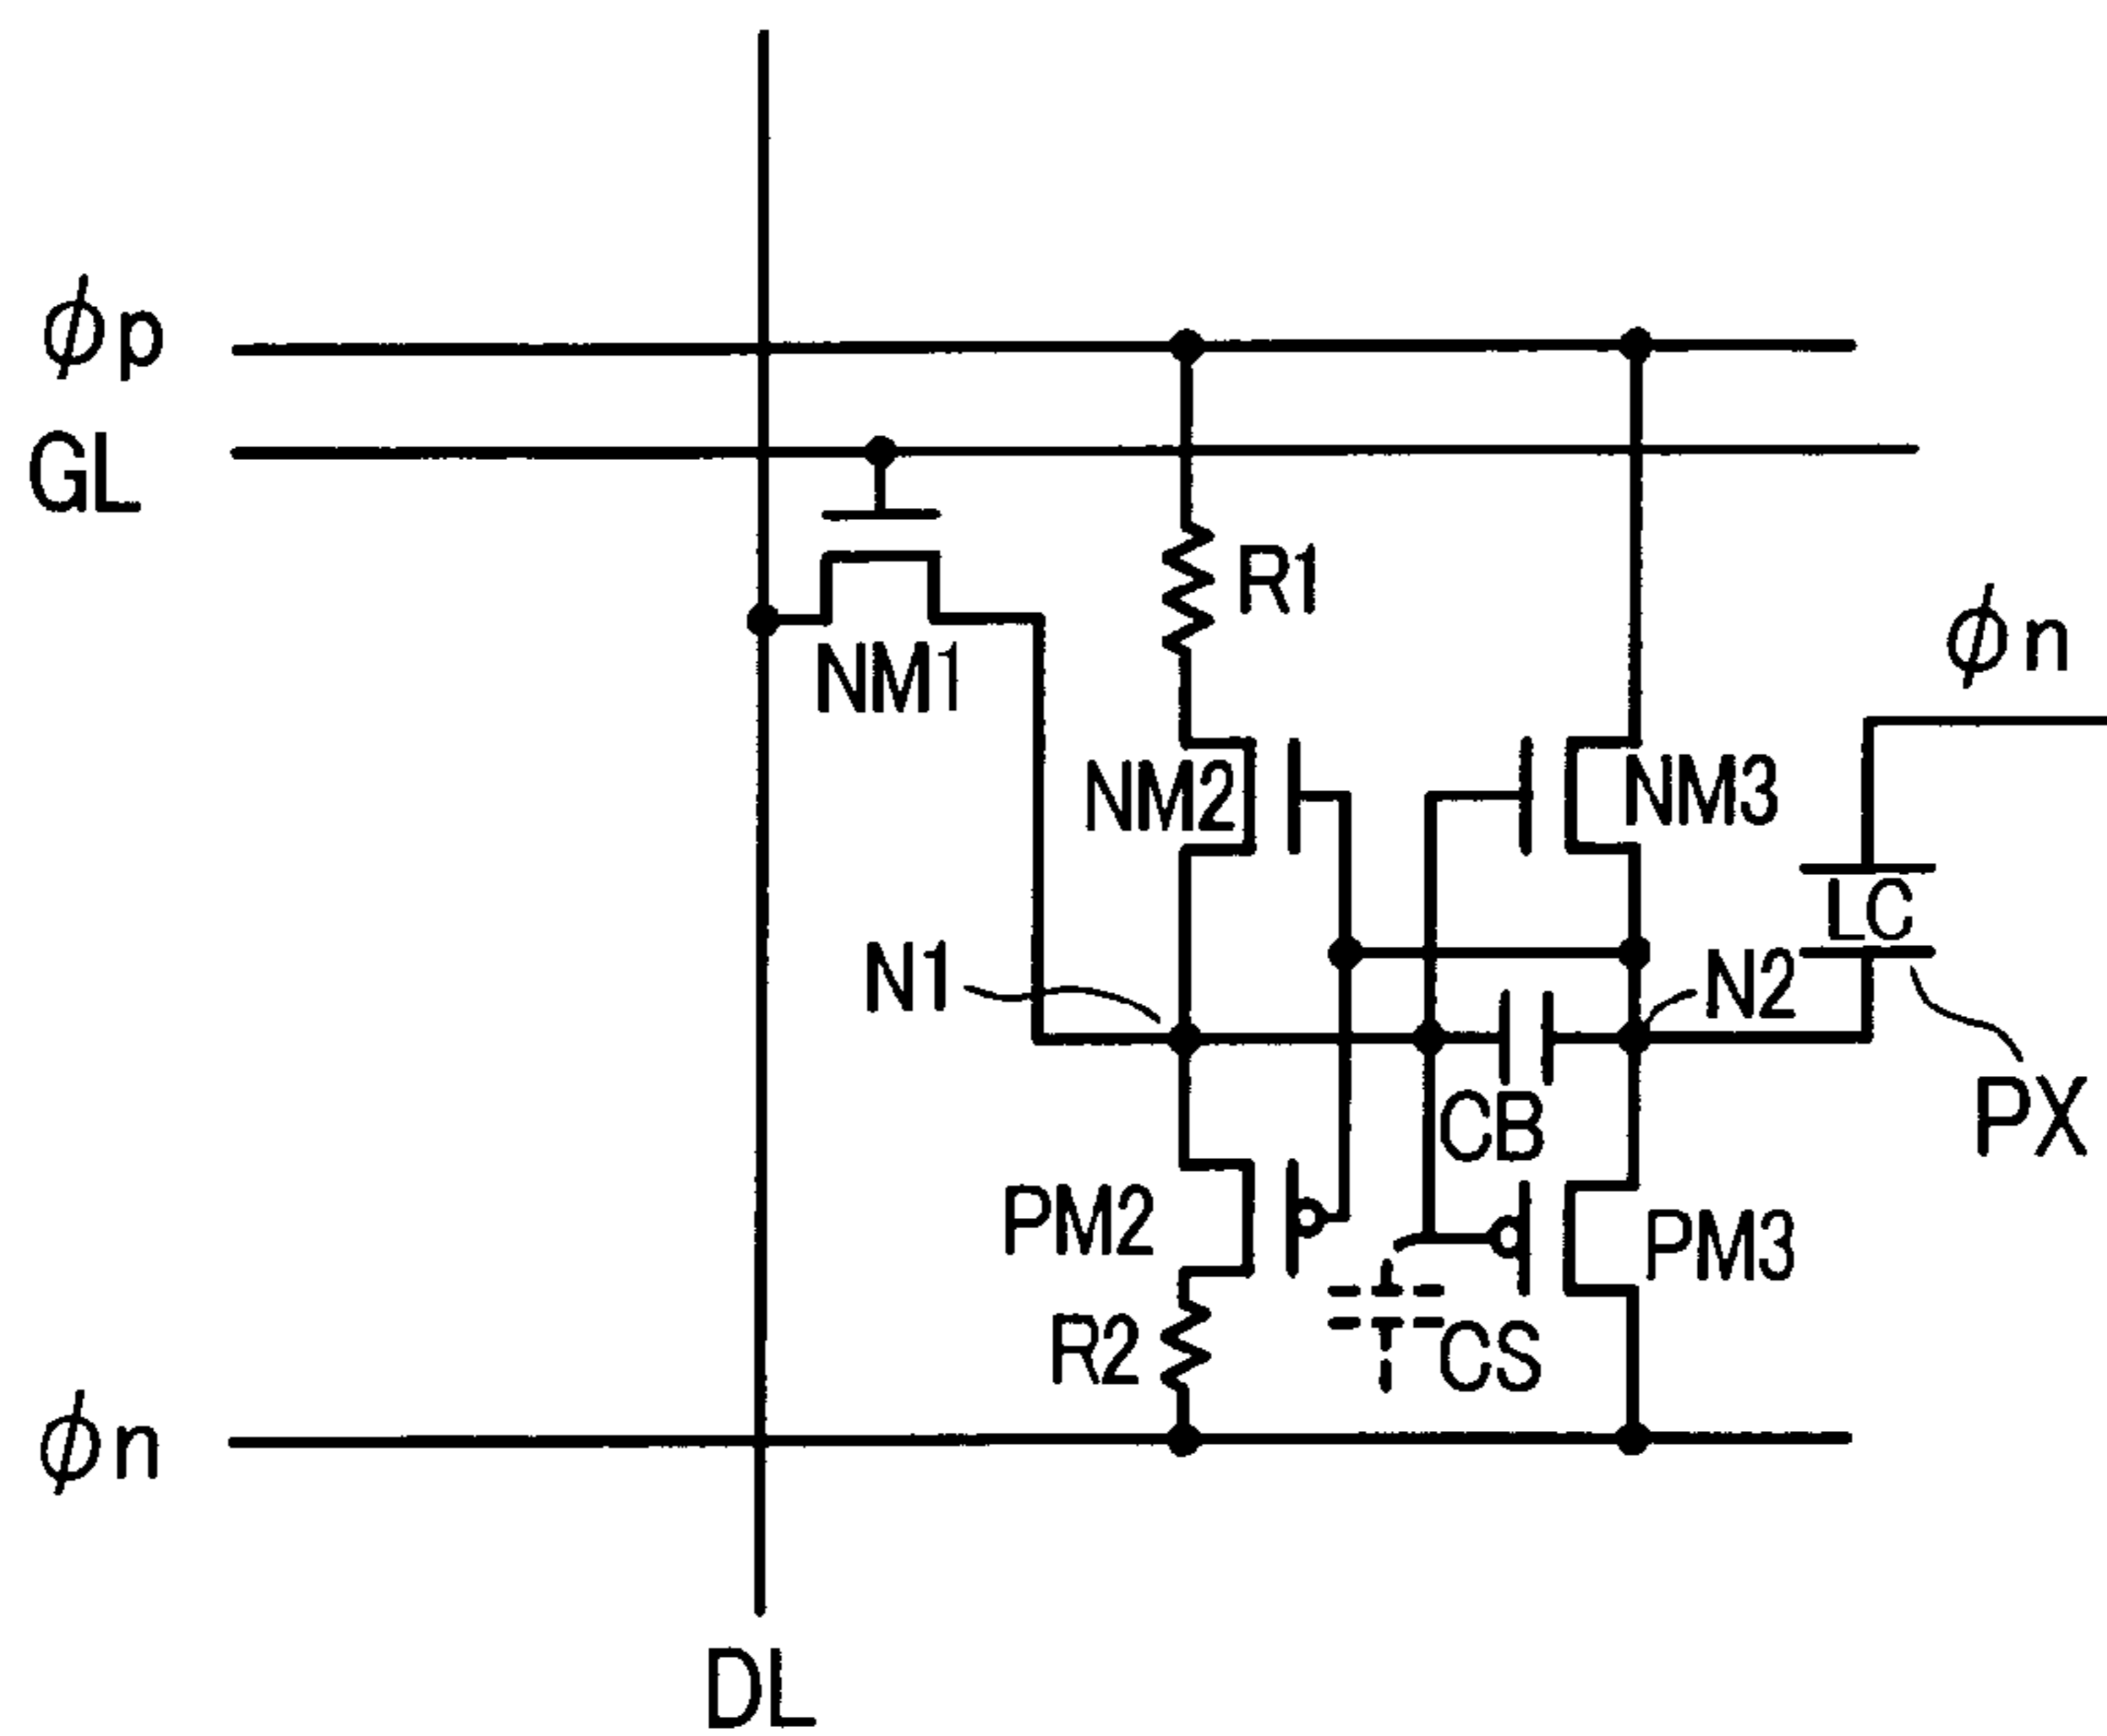 ϕp
GL
R1
ϕn
NM1
NM2
NM3
LC
N1
N2
PX
CB
PM2
PM3
R2
CS
ϕn
DL